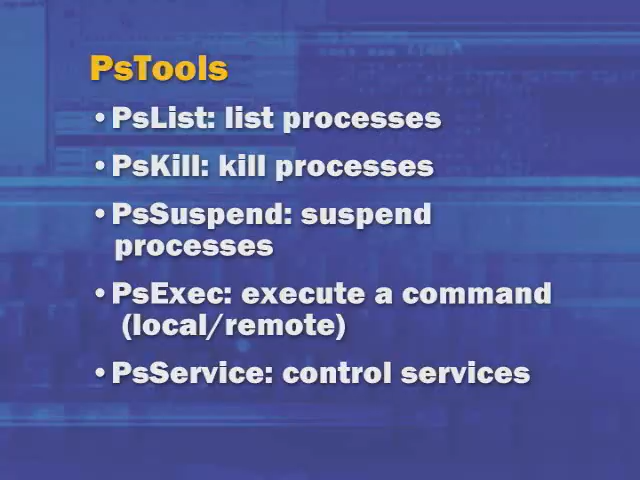 PsTools
•PsList: list processes
•PsKill: kill processes
•PsSuspend: suspend
processes
•PsExec: execute a command
(local/remote)
•PsService: control services